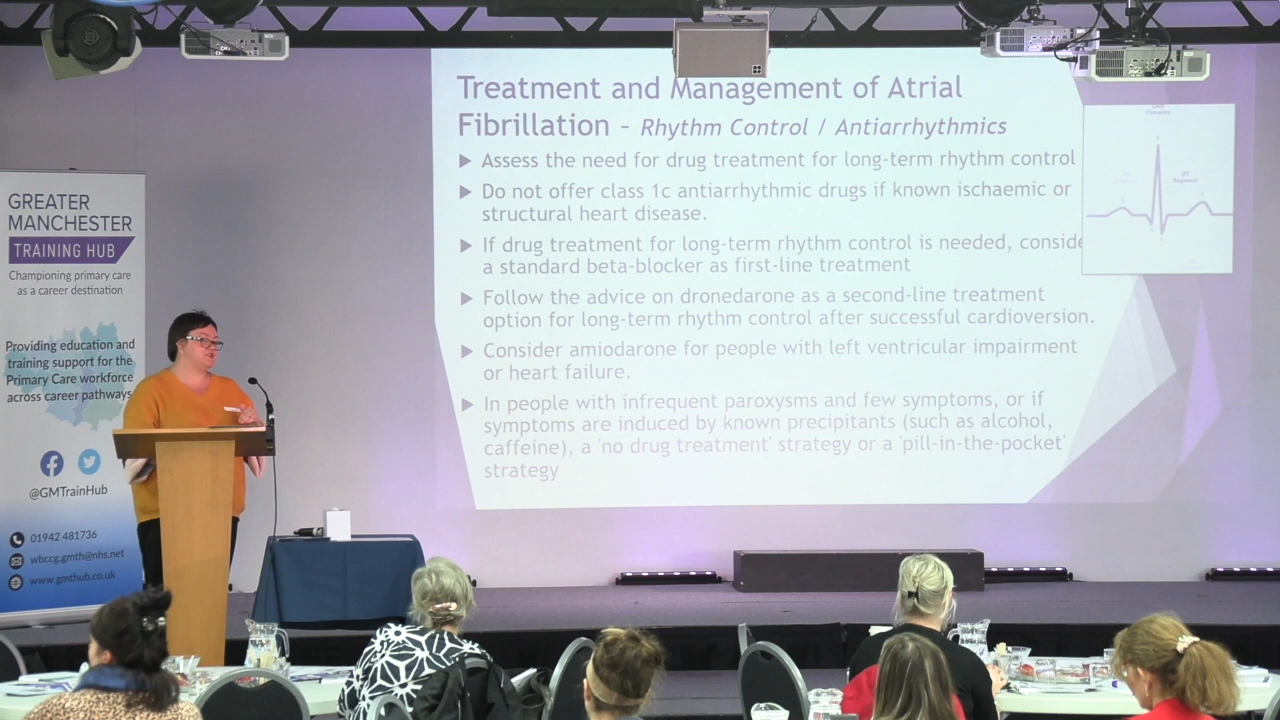 GREATER
MANCHESTER
TRAINING HUB
Championing primary care
as a career destination
Providing education and
training support for the
Primary Care workforce
across career pathways
@GMTrainHub
01942 481736
wbccg.gmth@nhs.net
www.gmthub.co.uk
Treatment and Management of Atrial
Fibrillation – Rhythm Control / Antiarrhythmics
Assess the need for drug treatment for long-term rhythm control
Do not offer class 1c antiarrhythmic drugs if known ischaemic or
structural heart disease.
If drug treatment for long-term rhythm control is needed, conside
a standard beta-blocker as first-line treatment
Follow the advice on dronedarone as a second-line treatment
option for long-term rhythm control after successful cardioversion.
Consider amiodarone for people with left ventricular impairment
or heart failure.
In people with infrequent paroxysms and few symptoms, or if
symptoms are induced by known precipitants (such as alcohol,
caffeine), a 'no drug treatment' strategy or a 'pill-in-the-pocket'
strategy